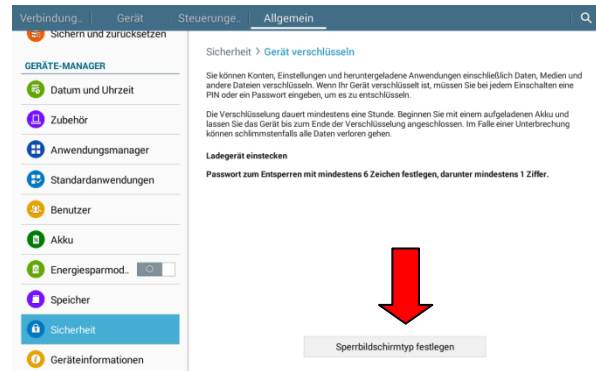 Verbindung.. Gerät Steuerunge.. Allgemein
Sichern und zurücksetzen
GERÄTE-MANAGER
Datum und Uhrzeit
Zubehör
Anwendungsmanager
Standardanwendungen
Benutzer
Akku
Energiesparmod..
Speicher
Sicherheit
Geräteinformationen
Sicherheit > Gerät verschlüsseln
Sie können Konten, Einstellungen und heruntergeladene Anwendungen einschließlich Daten, Medien und
andere Dateien verschlüsseln. Wenn Ihr Gerät verschlüsselt ist, müssen Sie bei jedem Einschalten eine
PIN oder ein Passwort eingeben, um es zu entschlüsseln.
Die Verschlüsselung dauert mindestens eine Stunde. Beginnen Sie mit einem aufgeladenen Akku und
lassen Sie das Gerät bis zum Ende der Verschlüsselung angeschlossen. Im Falle einer Unterbrechung
können schlimmstenfalls alle Daten verloren gehen.
Ladegerät einstecken
Passwort zum Entsperren mit mindestens 6 Zeichen festlegen, darunter mindestens 1 Ziffer.
Sperrbildschirmtyp festlegen